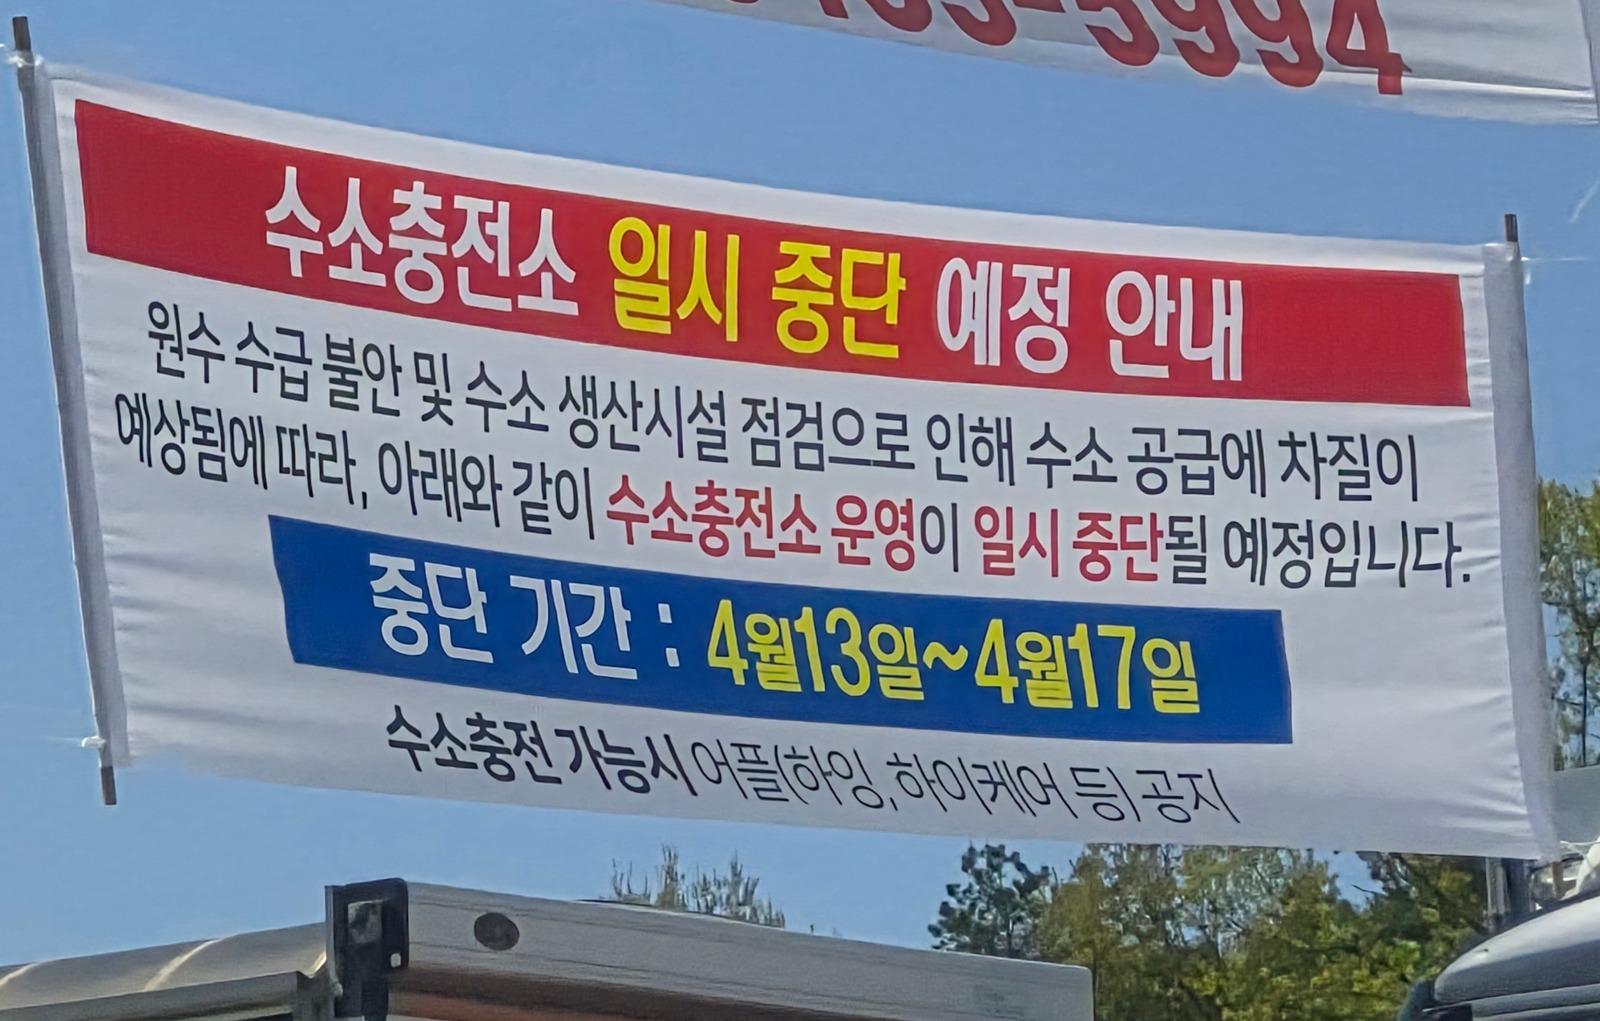 5-5994
수소충전소 일시 중단 예정 안내
원수 수급 불안 및 수소 생산시설 점검으로 인해 수소 공급에 차질이
예상됨에 따라, 아래와 같이 수소충전소 운영이 일시 중단될 예정입니다.
중단 기간 : 4월13일~4월17일
수소충전 가능시 어플(하잉, 하이케어 등) 공지